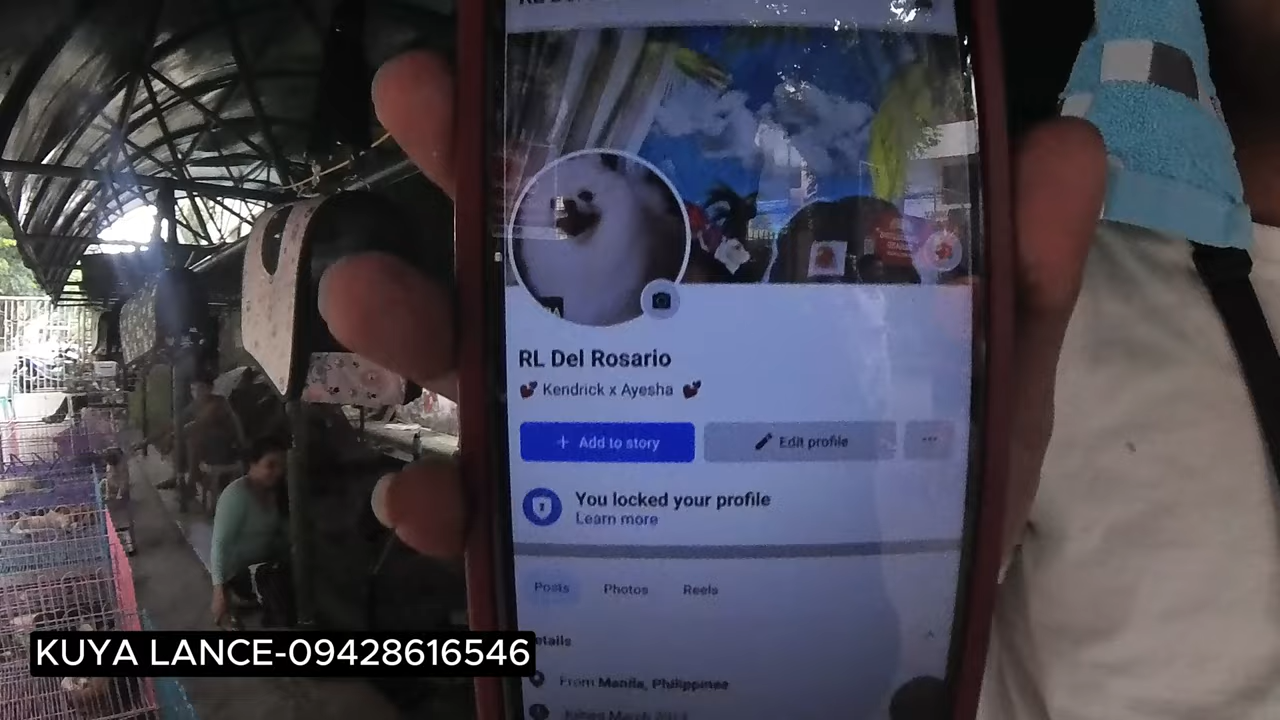 RL Del Rosario
Kendrick x Ayesha
+ Add to story
Edit profile
You locked your profile
Learn more
Posts
Photos
Reels
etails
From Manila, Philippines
KUYA LANCE-09428616546